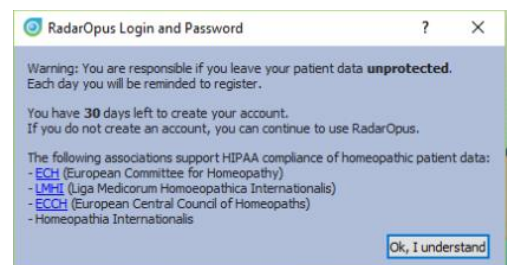 RadarOpus Login and Password
Warning: You are responsible if you leave your patient data unprotected.
Each day you will be reminded to register.
You have 30 days left to create your account.
If you do not create an account, you can continue to use RadarOpus.
The following associations support HIPAA compliance of homeopathic patient data:
- ECH (European Committee for Homeopathy)
- LMHI (Liga Medicorum Homoeopathica Internationalis)
- ECCH (European Central Council of Homeopaths)
- Homeopathia Internationalis
Ok, I understand